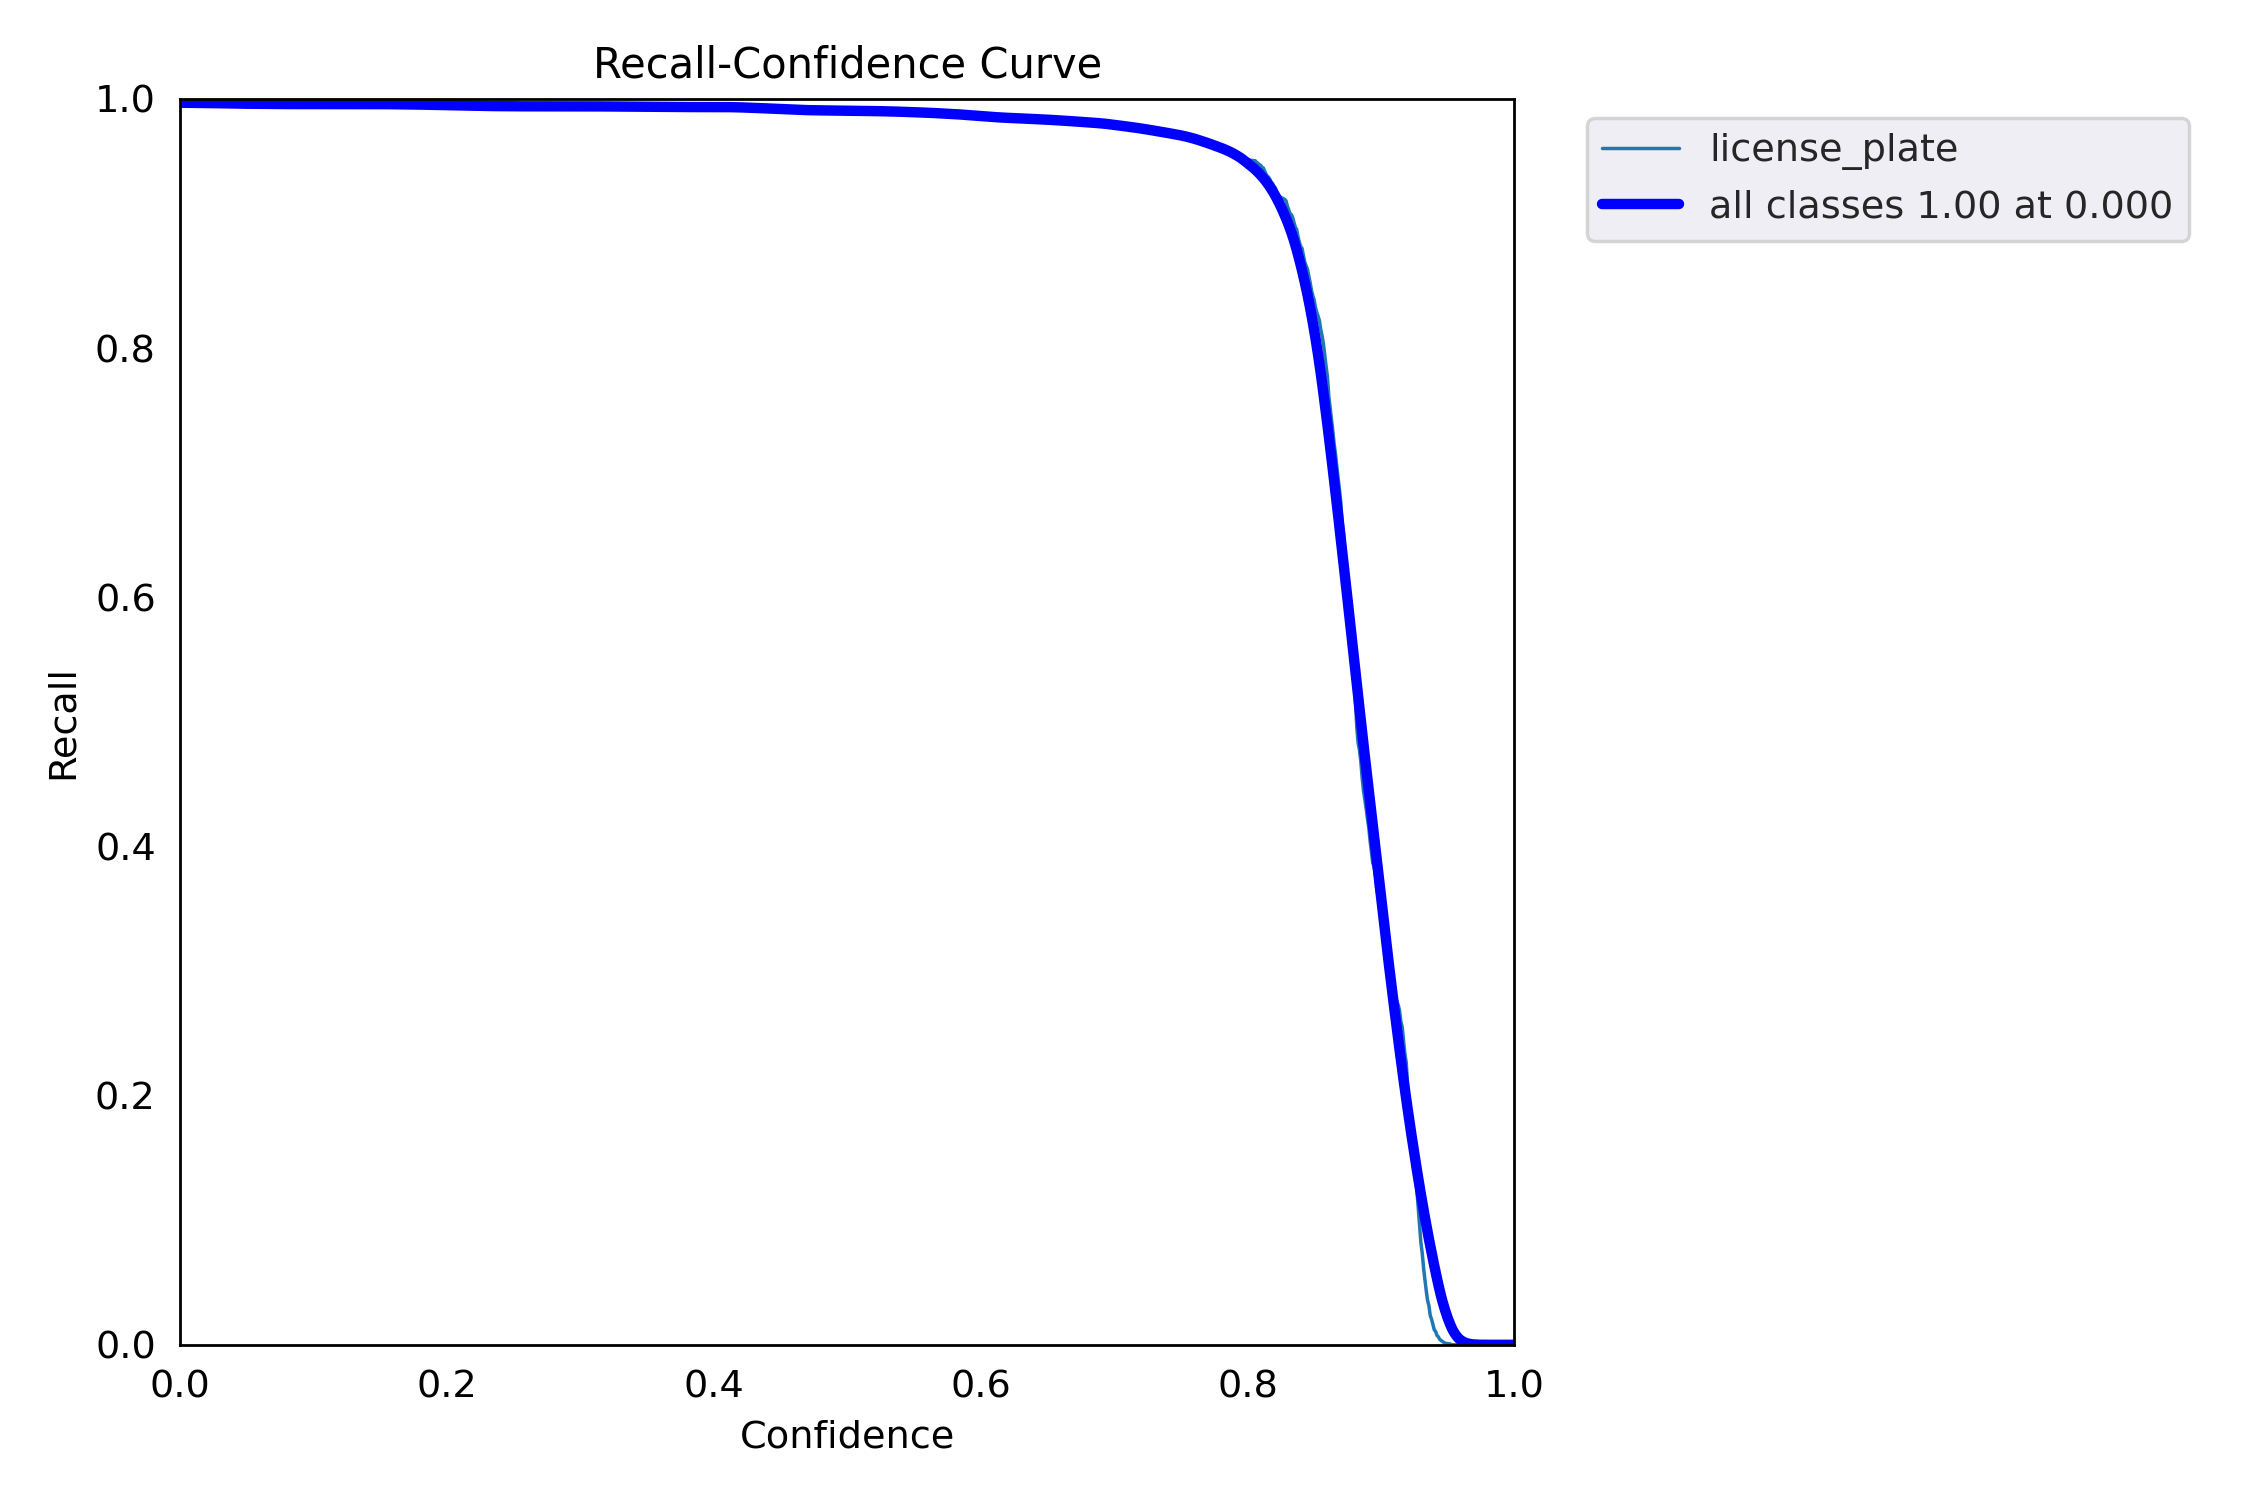 Recall-Confidence Curve
license_plate
all classes 1.00 at 0.000
1.0
0.8
0.6
0.4
0.2
0.0
Recall
0.0 0.2 0.4 0.6 0.8 1.0
Confidence